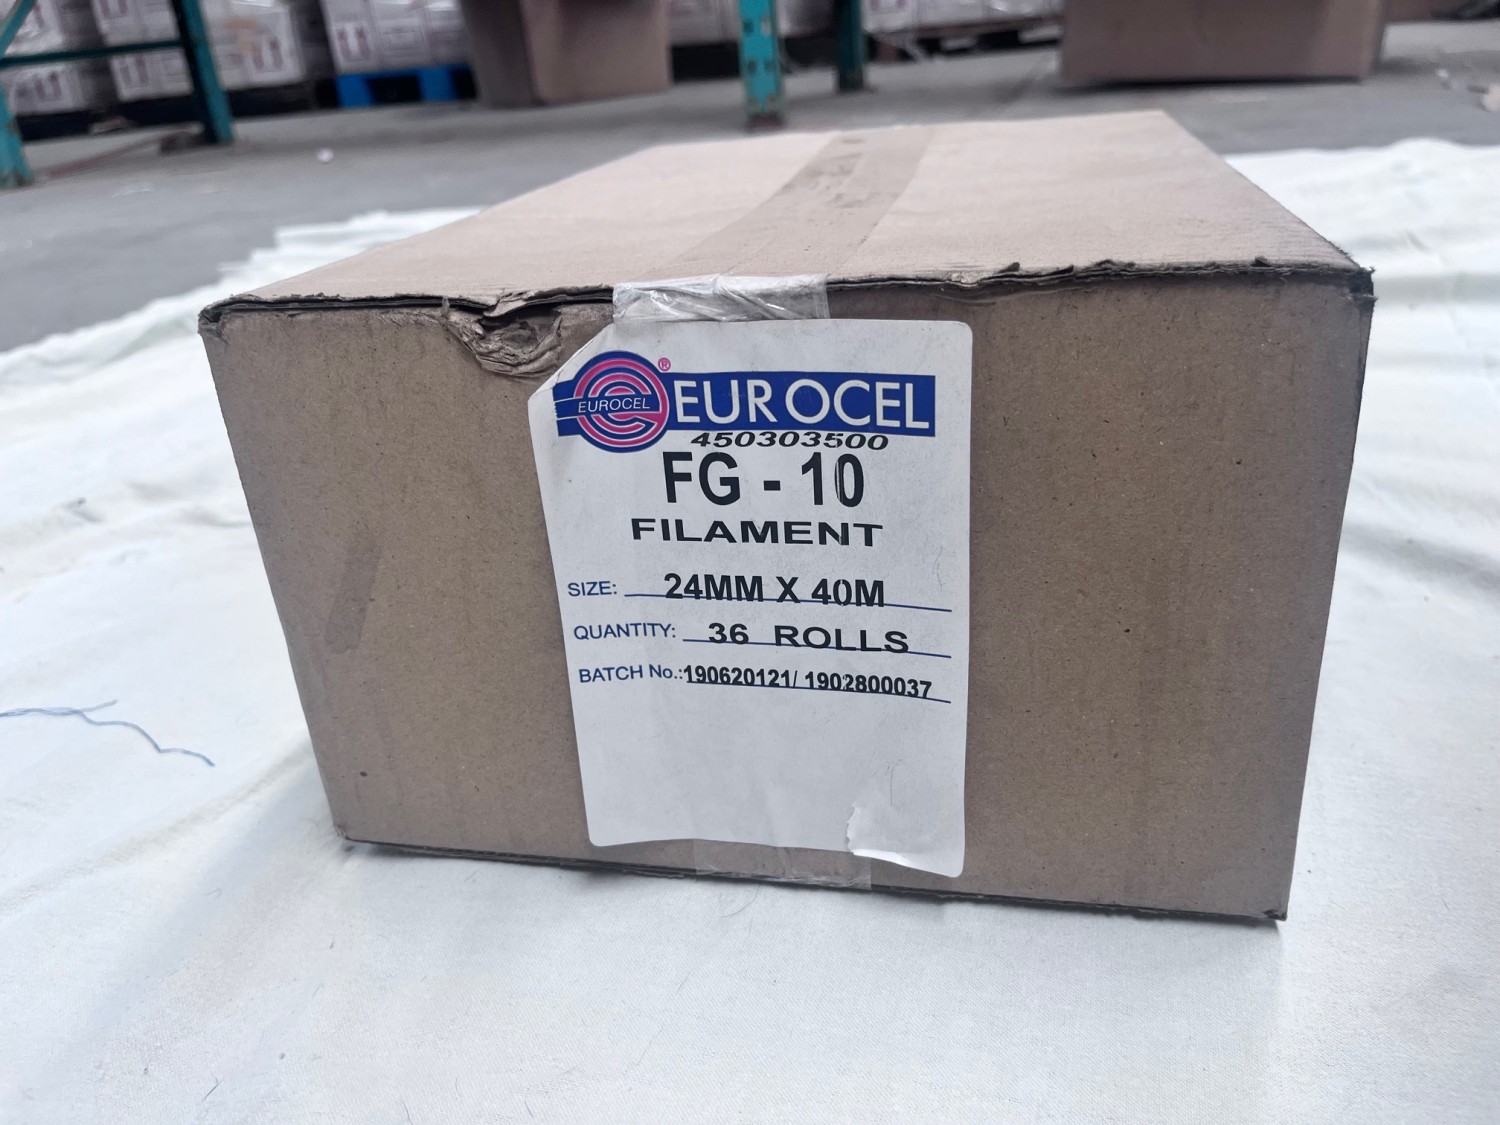 EUROCEL ® EUROCEL
450303500
FG - 10
FILAMENT
SIZE: 24MM X 40M
QUANTITY: 36 ROLLS
BATCH No.: 190620121/ 1902800037